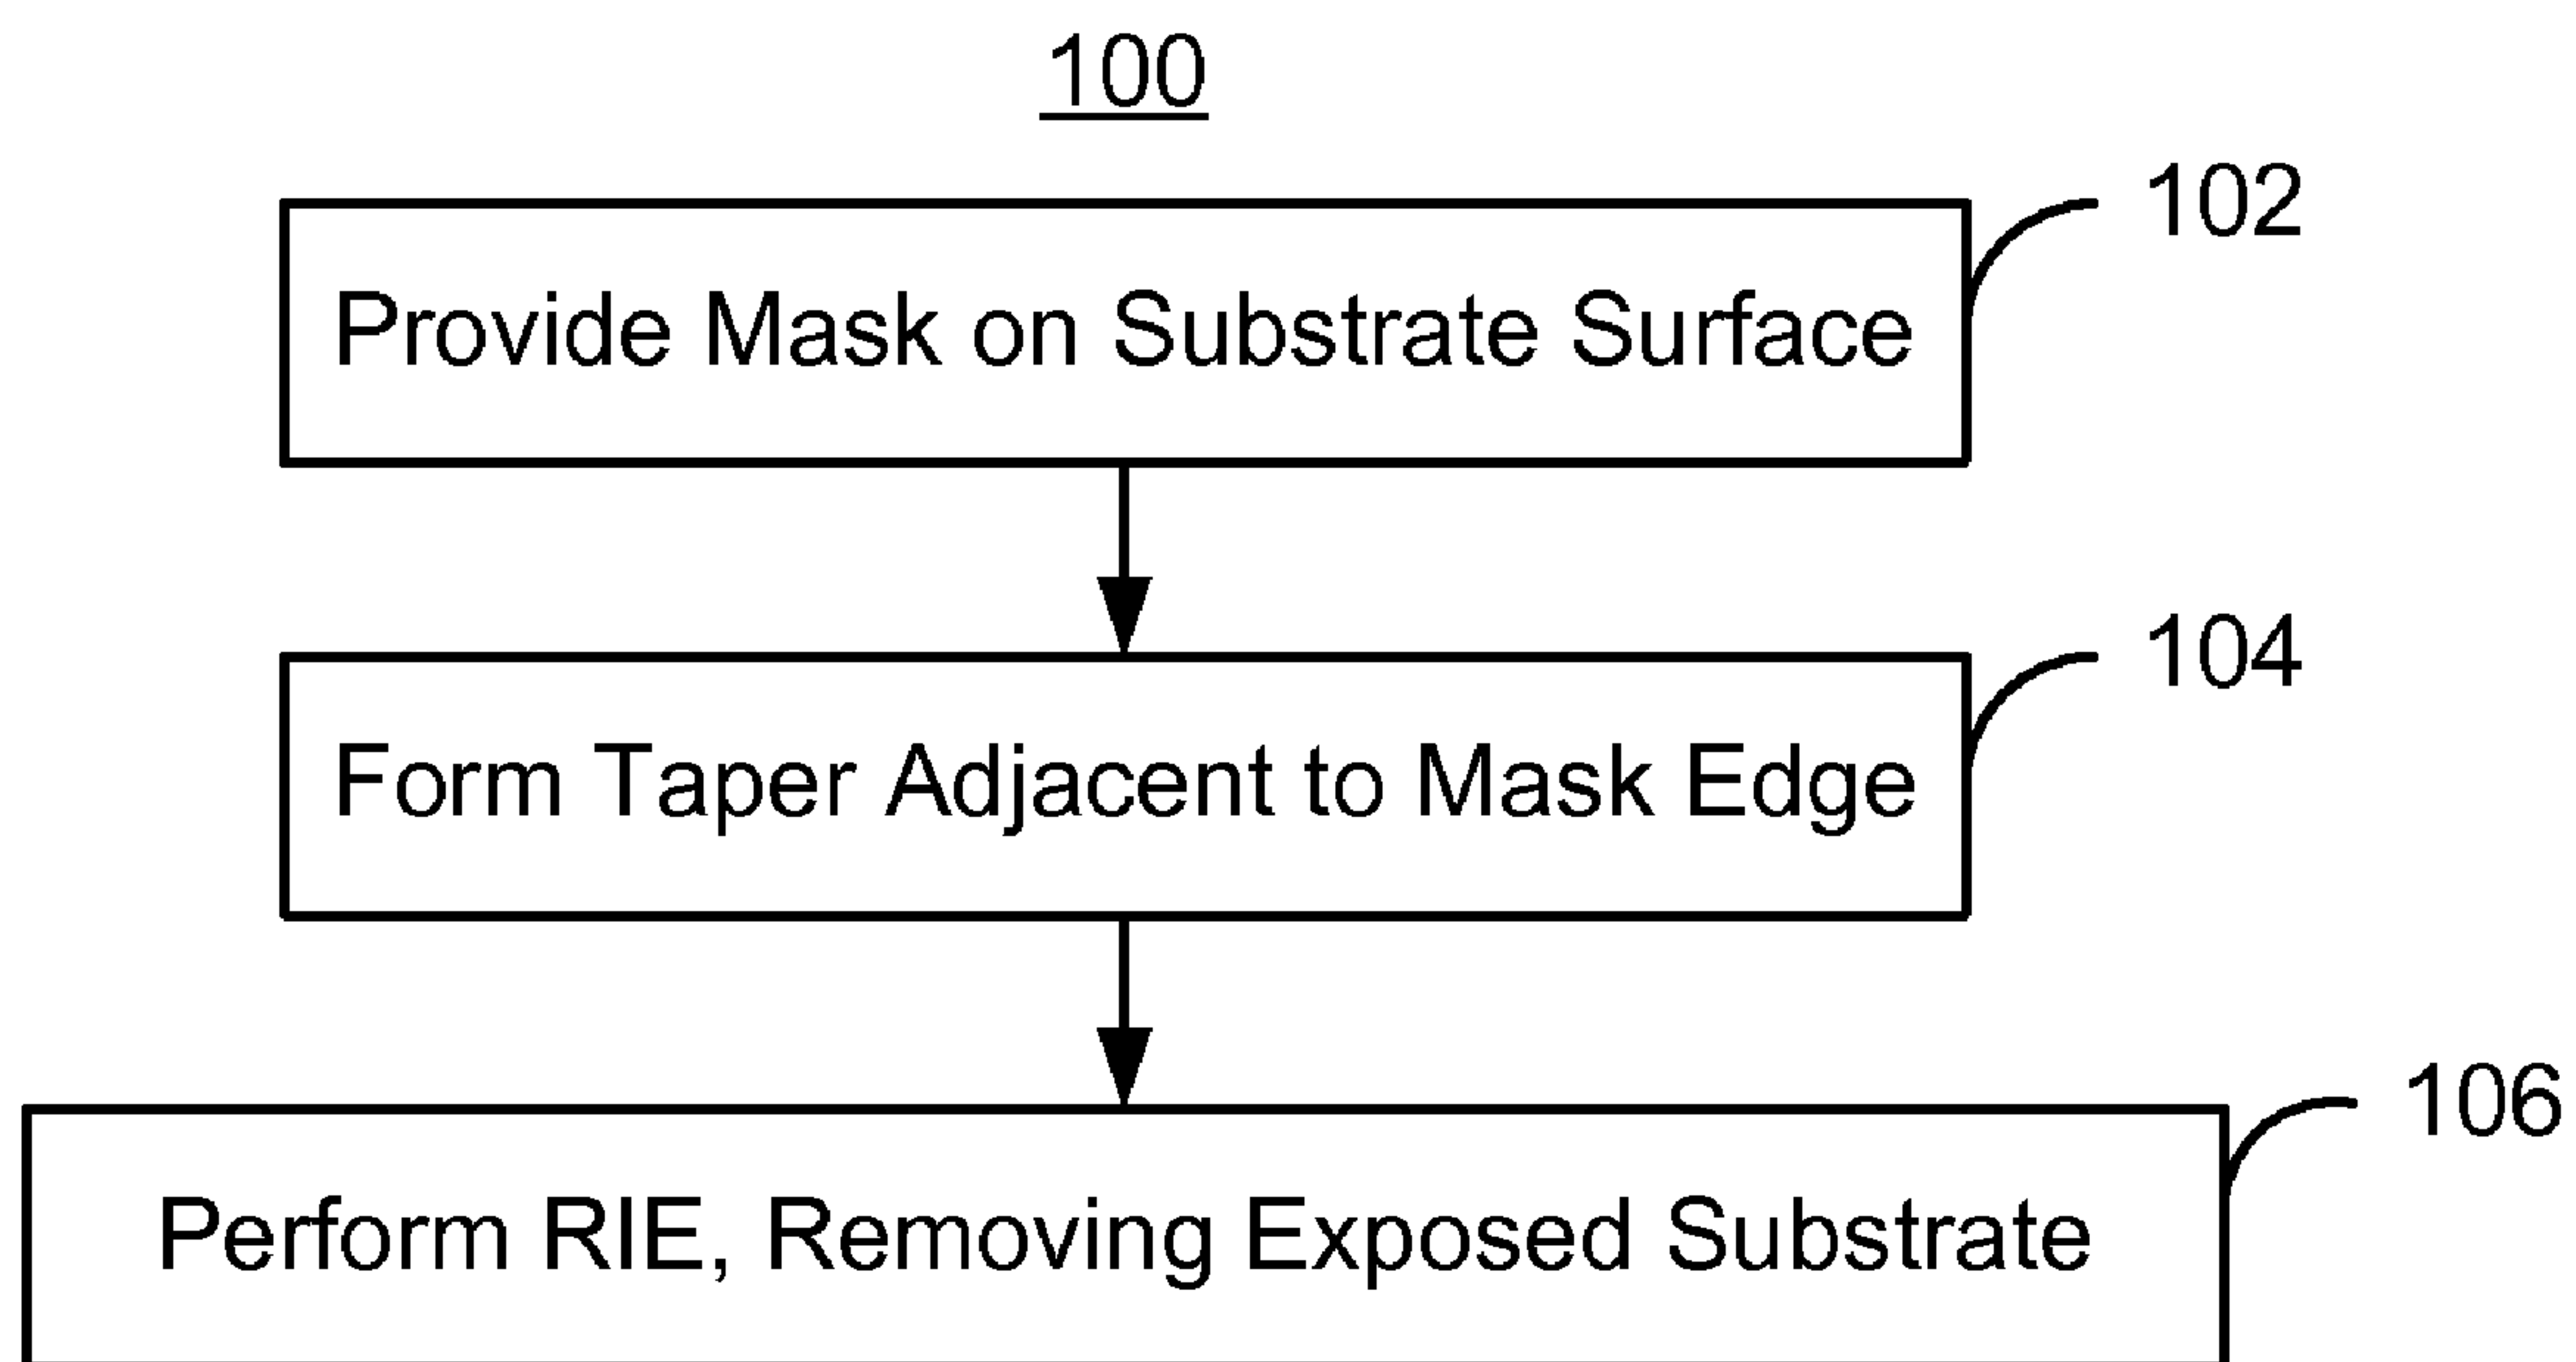 100
102
Provide Mask on Substrate Surface
104
Form Taper Adjacent to Mask Edge
106
Perform RIE, Removing Exposed Substrate